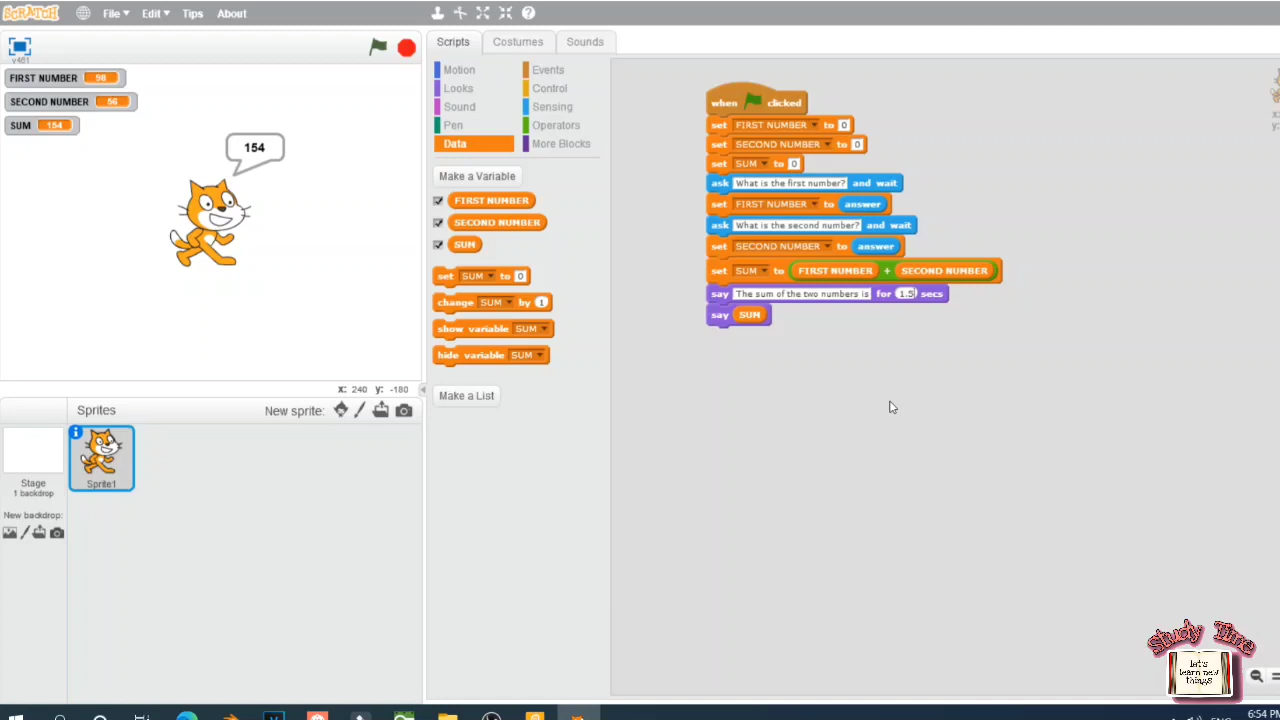 SCRATCH
File
Edit
Tips
About
v461
FIRST NUMBER 98
SECOND NUMBER 56
SUM 154
154
X: 240 y: -180
Sprites
New sprite:
Stage
1 backdrop
New backdrop:
Sprite1
Scripts
Costumes
Sounds
Motion
Looks
Sound
Pen
Data
Events
Control
Sensing
Operators
More Blocks
Make a Variable
FIRST NUMBER
SECOND NUMBER
SUM
set SUM to 0
change SUM by 1
show variable SUM
hide variable SUM
Make a List
when clicked
set FIRST NUMBER to 0
set SECOND NUMBER to 0
set SUM to 0
ask What is the first number? and wait
set FIRST NUMBER to answer
ask What is the second number? and wait
set SECOND NUMBER to answer
set SUM to FIRST NUMBER + SECOND NUMBER
say The sum of the two numbers is for 1.5 secs
say SUM
Study Time
let's
learn new
things
6:54 PM